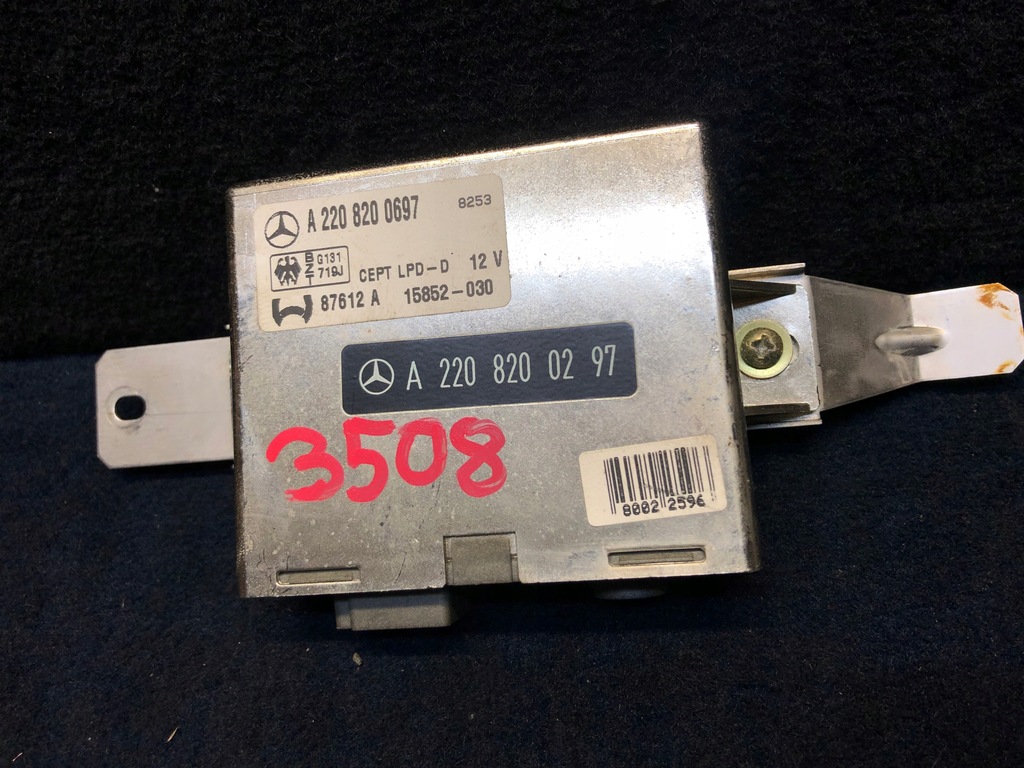 A 220 820 0697
8253
BZT G131 719J
CEPT LPD-D 12 V
87612 A 15852-030
A 220 820 02 97
3508
8002 2596